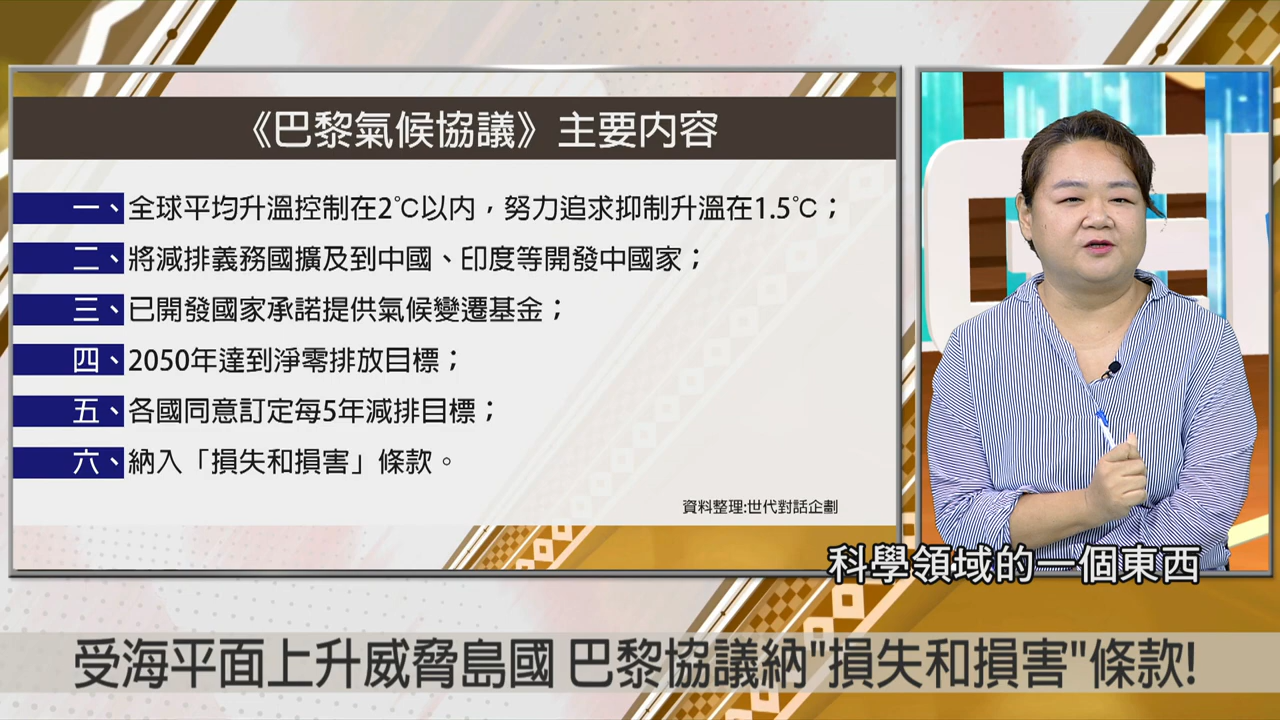 《巴黎氣候協議》主要內容
一、全球平均升溫控制在2℃以內，努力追求抑制升溫在1.5℃；
二、將減排義務國擴及到中國、印度等開發中國家；
三、已開發國家承諾提供氣候變遷基金；
四、2050年達到淨零排放目標；
五、各國同意訂定每5年減排目標；
六、納入「損失和損害」條款。
資料整理:世代對話企劃
科學領域的一個東西
受海平面上升威脅島國 巴黎協議納"損失和損害"條款!